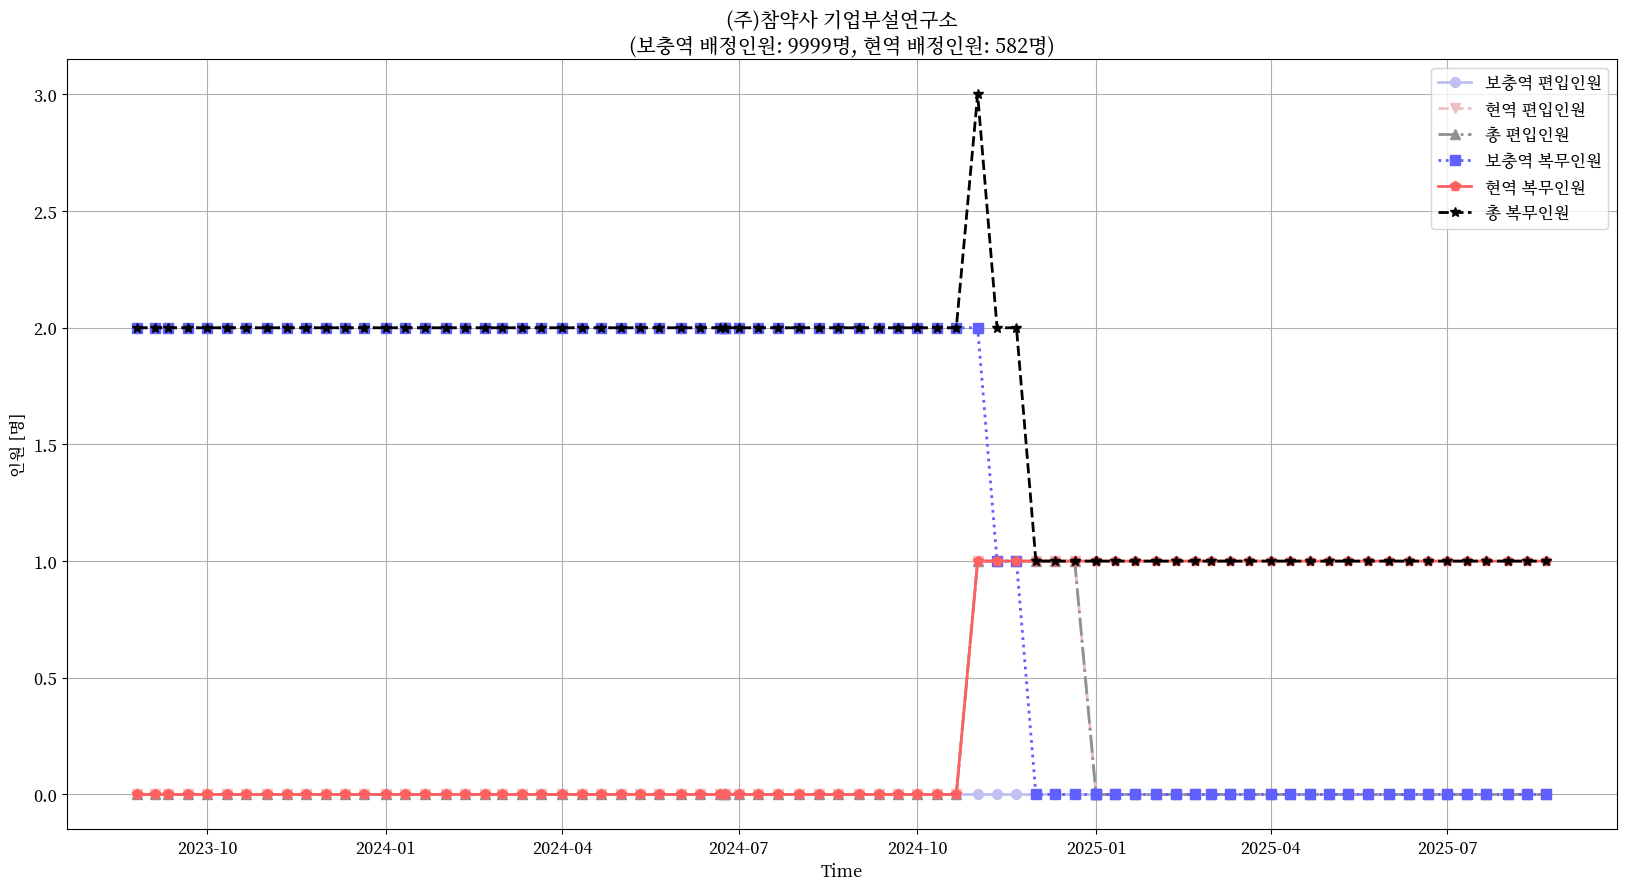 (주)참약사 기업부설연구소
(보충역 배정인원: 9999명, 현역 배정인원: 582명)
보충역 편입인원
현역 편입인원
총 편입인원
보충역 복무인원
현역 복무인원
총 복무인원
인원 [명]
3.0
2.5
2.0
1.5
1.0
0.5
0.0
2023-10 2024-01 2024-04 2024-07 2024-10 2025-01 2025-04 2025-07
Time